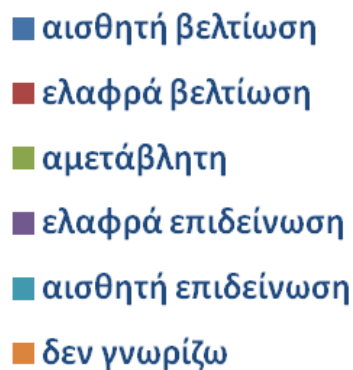 αισθητή βελτίωση
ελαφρά βελτίωση
αμετάβλητη
ελαφρά επιδείνωση
αισθητή επιδείνωση
δεν γνωρίζω